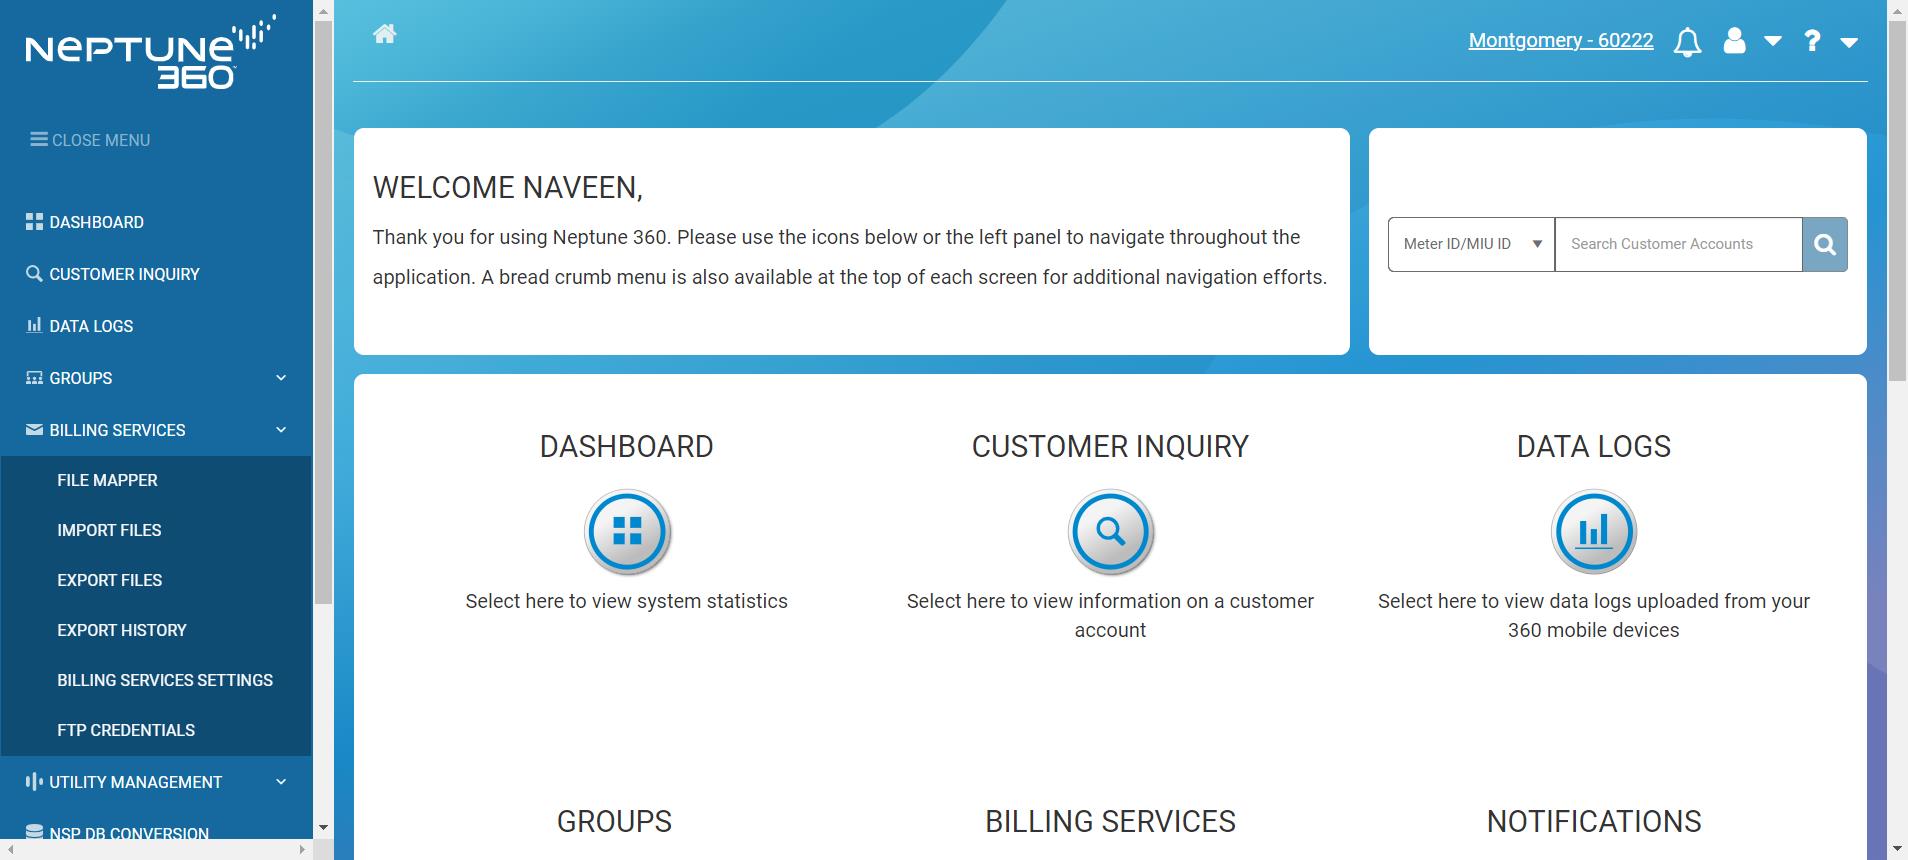 NEPTUNE
360™
CLOSE MENU
DASHBOARD
CUSTOMER INQUIRY
DATA LOGS
GROUPS
BILLING SERVICES
FILE MAPPER
IMPORT FILES
EXPORT FILES
EXPORT HISTORY
BILLING SERVICES SETTINGS
FTP CREDENTIALS
UTILITY MANAGEMENT
NSP DB CONVERSION
Montgomery - 60222
?
WELCOME NAVEEN,
Thank you for using Neptune 360. Please use the icons below or the left panel to navigate throughout the
application. A bread crumb menu is also available at the top of each screen for additional navigation efforts.
Meter ID/MIU ID
Search Customer Accounts
DASHBOARD
Select here to view system statistics
CUSTOMER INQUIRY
Select here to view information on a customer
account
DATA LOGS
Select here to view data logs uploaded from your
360 mobile devices
GROUPS
BILLING SERVICES
NOTIFICATIONS